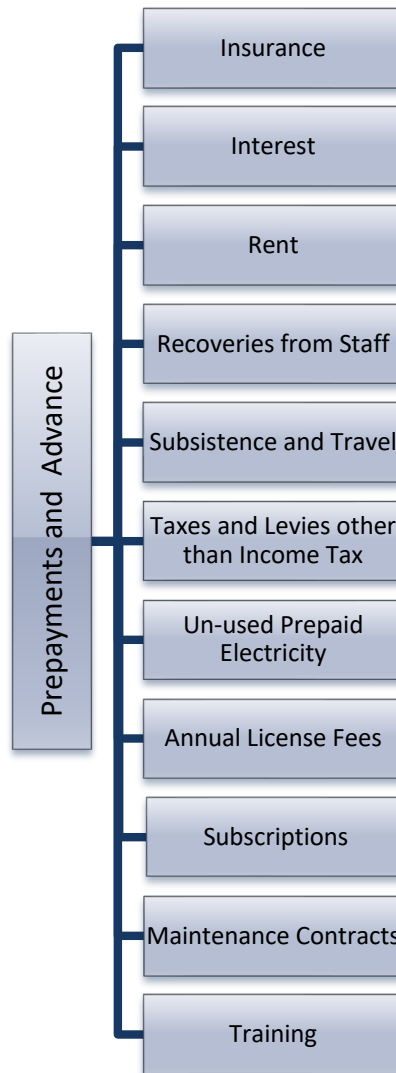 Prepayments and Advance
Insurance
Interest
Rent
Recoveries from Staff
Subsistence and Travel
Taxes and Levies other
than Income Tax
Un-used Prepaid
Electricity
Annual License Fees
Subscriptions
Maintenance Contracts
Training